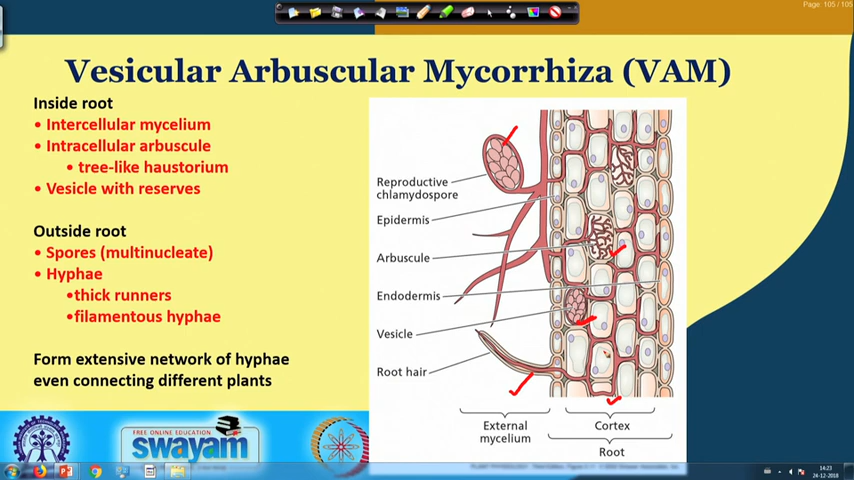 Page: 105 / 105
Vesicular Arbuscular Mycorrhiza (VAM)
Inside root
• Intercellular mycelium
• Intracellular arbuscule
• tree-like haustorium
• Vesicle with reserves
Outside root
• Spores (multinucleate)
• Hyphae
•thick runners
•filamentous hyphae
Form extensive network of hyphae
even connecting different plants
Reproductive
chlamydospore
Epidermis
Arbuscule
Endodermis
Vesicle
Root hair
External
mycelium
Cortex
Root
FREE ONLINE EDUCATION
swayam
14:23
24-12-2018